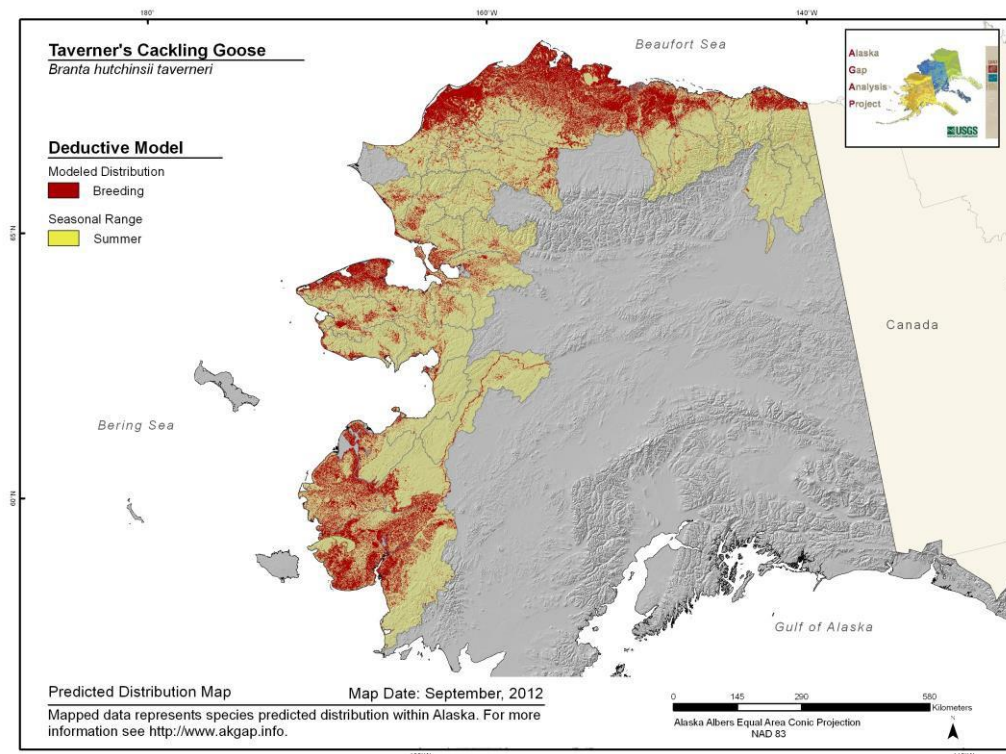 180°
160°W
140°W
Taverner's Cackling Goose
Branta hutchinsii taverneri
Beaufort Sea
Alaska
Gap
Analysis
Project
USGS
Deductive Model
Modeled Distribution
Breeding
Seasonal Range
Summer
65°N
Canada
Bering Sea
60°N
Gulf of Alaska
Predicted Distribution Map
Map Date: September, 2012
Mapped data represents species predicted distribution within Alaska. For more
information see http://www.akgap.info.
0 145 290 580
Kilometers
Alaska Albers Equal Area Conic Projection
NAD 83
N